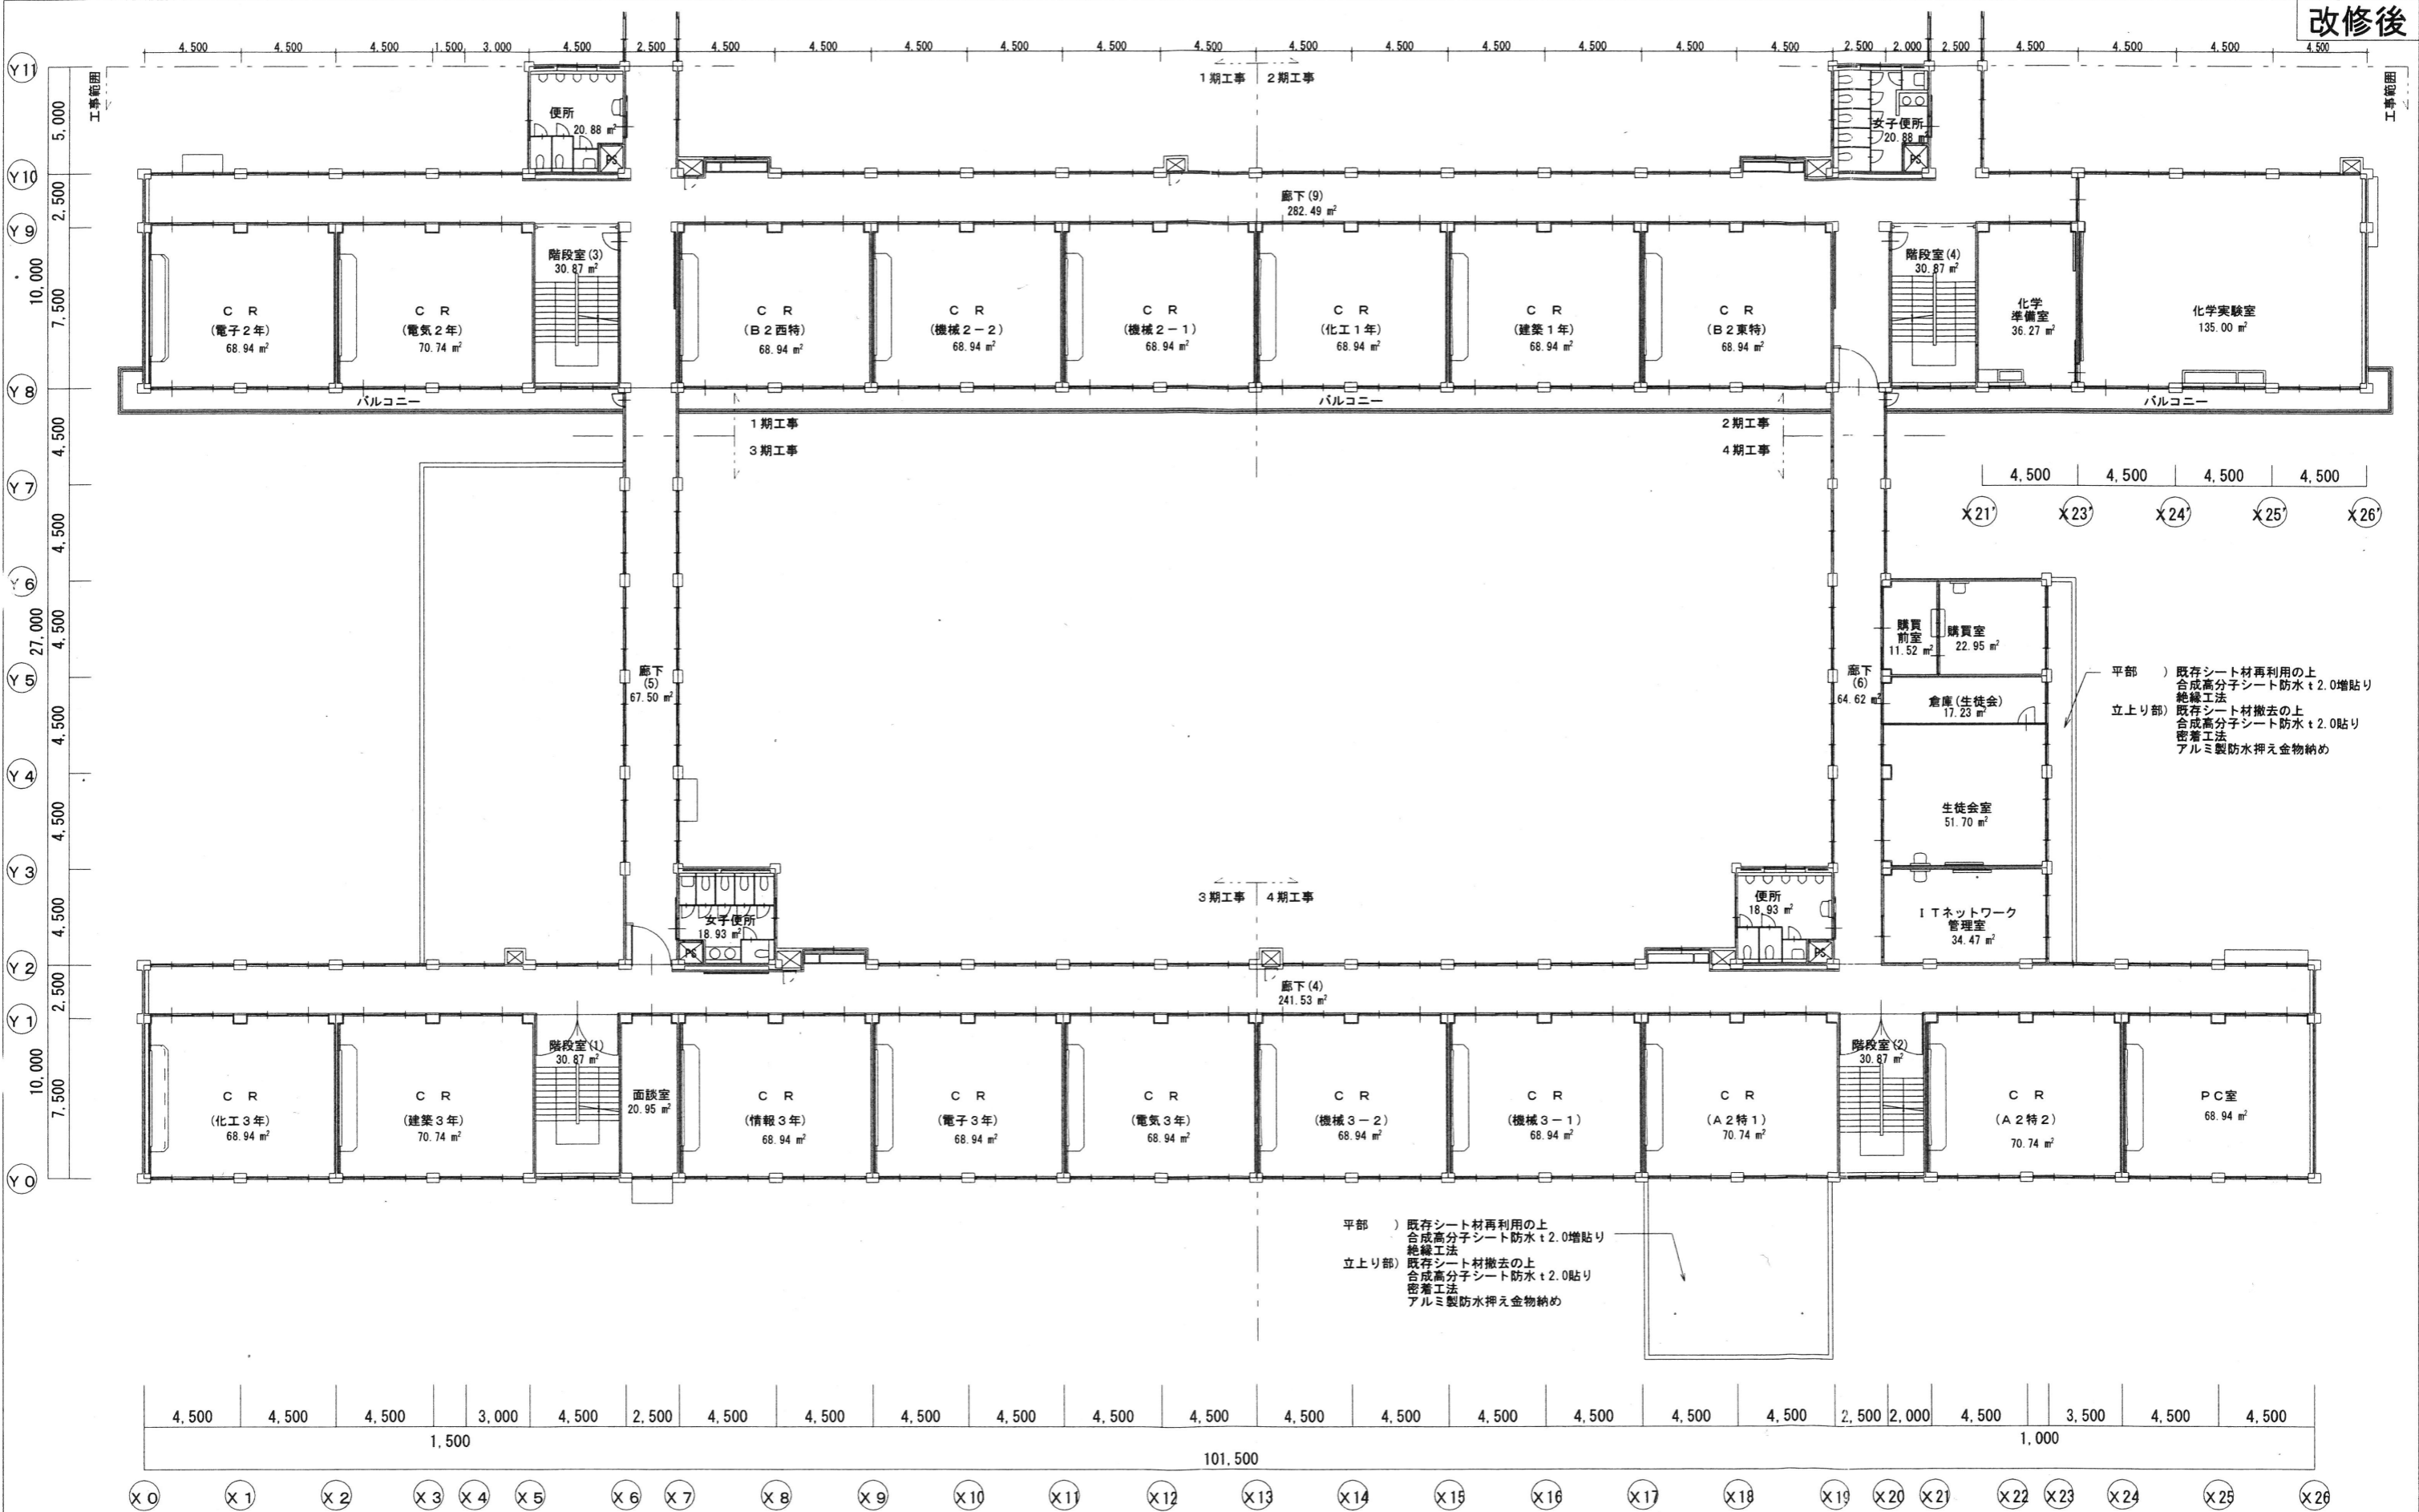 改修後
4,500 4,500 4,500 1,500 3,000 4,500 2,500 4,500 4,500 4,500 4,500 4,500 4,500 4,500 4,500 4,500 4,500 4,500 4,500 2,500 2,000 2,500 4,500 4,500 4,500 4,500
Y11
工事範囲
1期工事 2期工事
工事範囲
5,000
便所
20.88 ㎡
PS
女子便所
20.88 ㎡
PS
Y10
2,500
廊下(9)
282.49 ㎡
Y9
10,000
7,500
階段室(3)
30.87 ㎡
階段室(4)
30.87 ㎡
CR
(電子2年)
68.94 ㎡
CR
(電気2年)
70.74 ㎡
CR
(B2西特)
68.94 ㎡
CR
(機械2-2)
68.94 ㎡
CR
(機械2-1)
68.94 ㎡
CR
(化工1年)
68.94 ㎡
CR
(建築1年)
68.94 ㎡
CR
(B2東特)
68.94 ㎡
化学
準備室
36.27 ㎡
化学実験室
135.00 ㎡
Y8
バルコニー
バルコニー
バルコニー
4,500
1期工事
3期工事
2期工事
4期工事
Y7
4,500 4,500 4,500 4,500
X21' X23' X24' X25' X26'
4,500
Y6
27,000
4,500
購買
前室
11.52 ㎡
購買室
22.95 ㎡
Y5
廊下
(5)
67.50 ㎡
廊下
(6)
64.62 ㎡
倉庫(生徒会)
17.23 ㎡
平部 ) 既存シート材再利用の上
合成高分子シート防水t2.0増貼り
絶縁工法
立上り部) 既存シート材撤去の上
合成高分子シート防水t2.0貼り
密着工法
アルミ製防水押え金物納め
4,500
Y4
4,500
生徒会室
51.70 ㎡
Y3
3期工事 4期工事
4,500
女子便所
18.93 ㎡
PS
便所
18.93 ㎡
PS
ITネットワーク
管理室
34.47 ㎡
Y2
2,500
廊下(4)
241.53 ㎡
Y1
10,000
7,500
階段室(1)
30.87 ㎡
階段室(2)
30.87 ㎡
CR
(化工3年)
68.94 ㎡
CR
(建築3年)
70.74 ㎡
面談室
20.95 ㎡
CR
(情報3年)
68.94 ㎡
CR
(電子3年)
68.94 ㎡
CR
(電気3年)
68.94 ㎡
CR
(機械3-2)
68.94 ㎡
CR
(機械3-1)
68.94 ㎡
CR
(A2特1)
70.74 ㎡
CR
(A2特2)
70.74 ㎡
PC室
68.94 ㎡
Y0
平部 ) 既存シート材再利用の上
合成高分子シート防水t2.0増貼り
絶縁工法
立上り部) 既存シート材撤去の上
合成高分子シート防水t2.0貼り
密着工法
アルミ製防水押え金物納め
4,500 4,500 4,500 3,000 4,500 2,500 4,500 4,500 4,500 4,500 4,500 4,500 4,500 4,500 4,500 4,500 4,500 4,500 2,500 2,000 4,500 3,500 4,500 4,500
1,500 1,000
101,500
X0 X1 X2 X3 X4 X5 X6 X7 X8 X9 X10 X11 X12 X13 X14 X15 X16 X17 X18 X19 X20 X21 X22 X23 X24 X25 X26